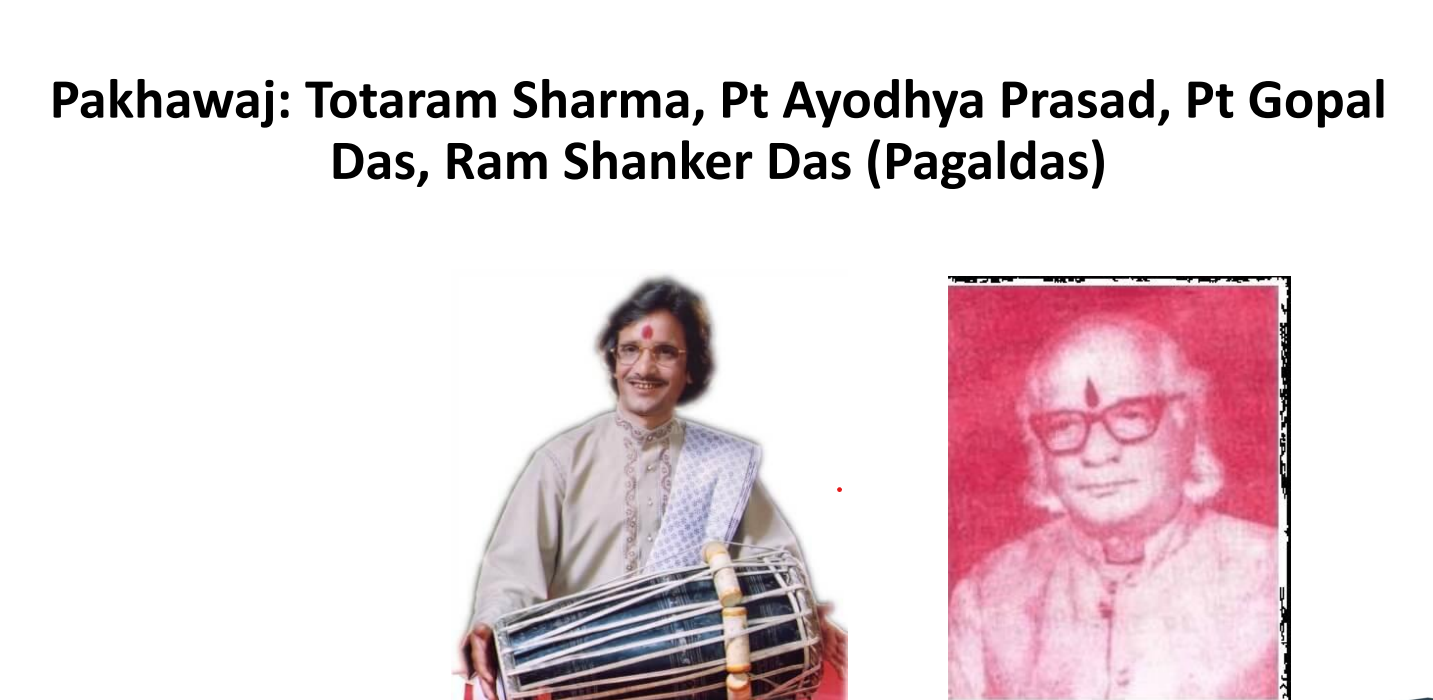 Pakhawaj: Totaram Sharma, Pt Ayodhya Prasad, Pt Gopal
Das, Ram Shanker Das (Pagaldas)